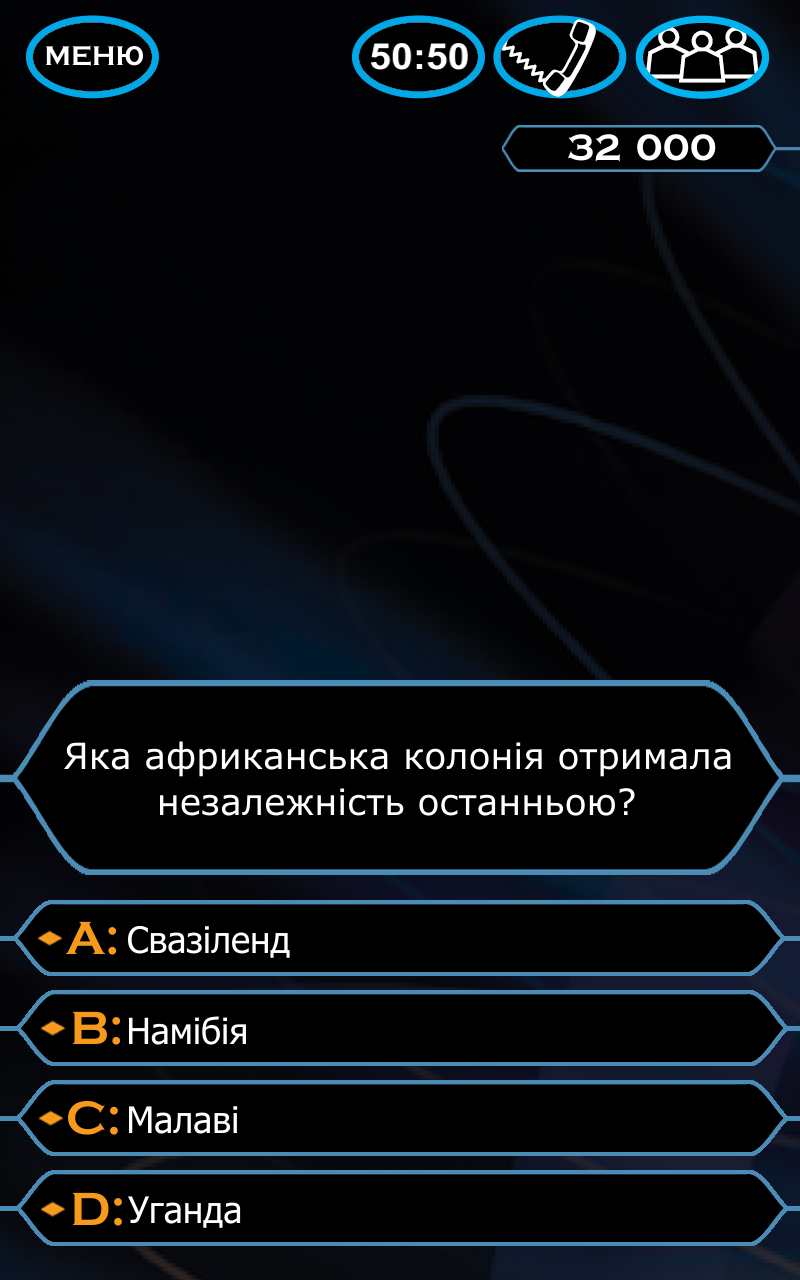 МЕНЮ 50:50
32 000
Яка африканська колонія отримала
незалежність останньою?
A: Свазіленд
B: Намібія
C: Малаві
D: Уганда